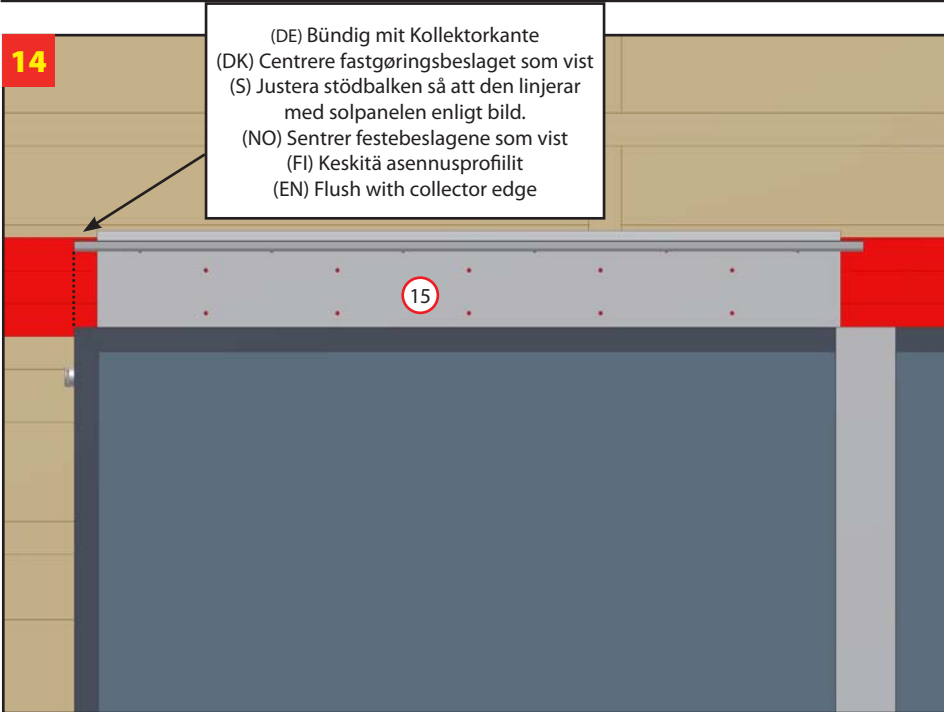 14
(DE) Bündig mit Kollektorkante
(DK) Centrere fastgøringsbeslaget som vist
(S) Justera stödbalken så att den linjerar
med solpanelen enligt bild.
(NO) Sentrer festebeslagene som vist
(FI) Keskitä asennusprofiilit
(EN) Flush with collector edge
15